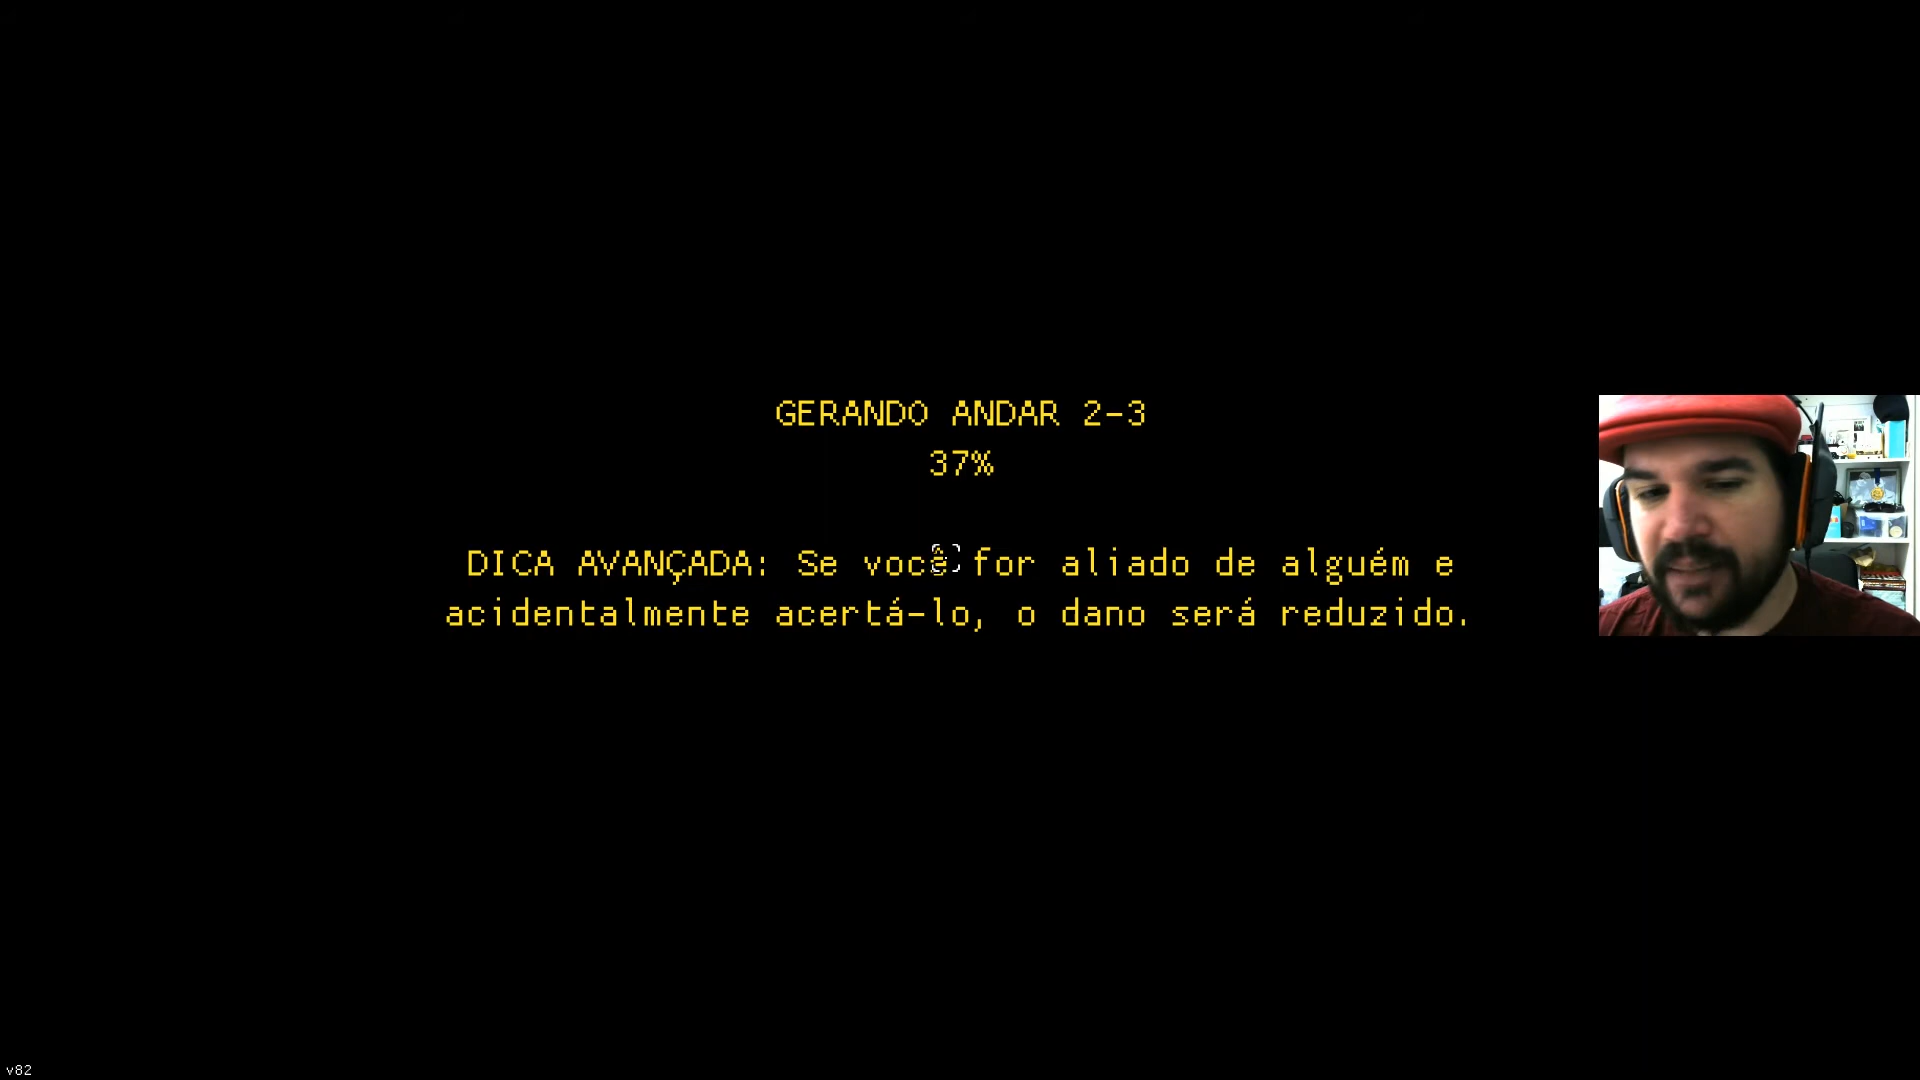 GERANDO ANDAR 2-3
37%
DICA AVANÇADA: Se você for aliado de alguém e
acidentalmente acertá-lo, o dano será reduzido.
v82